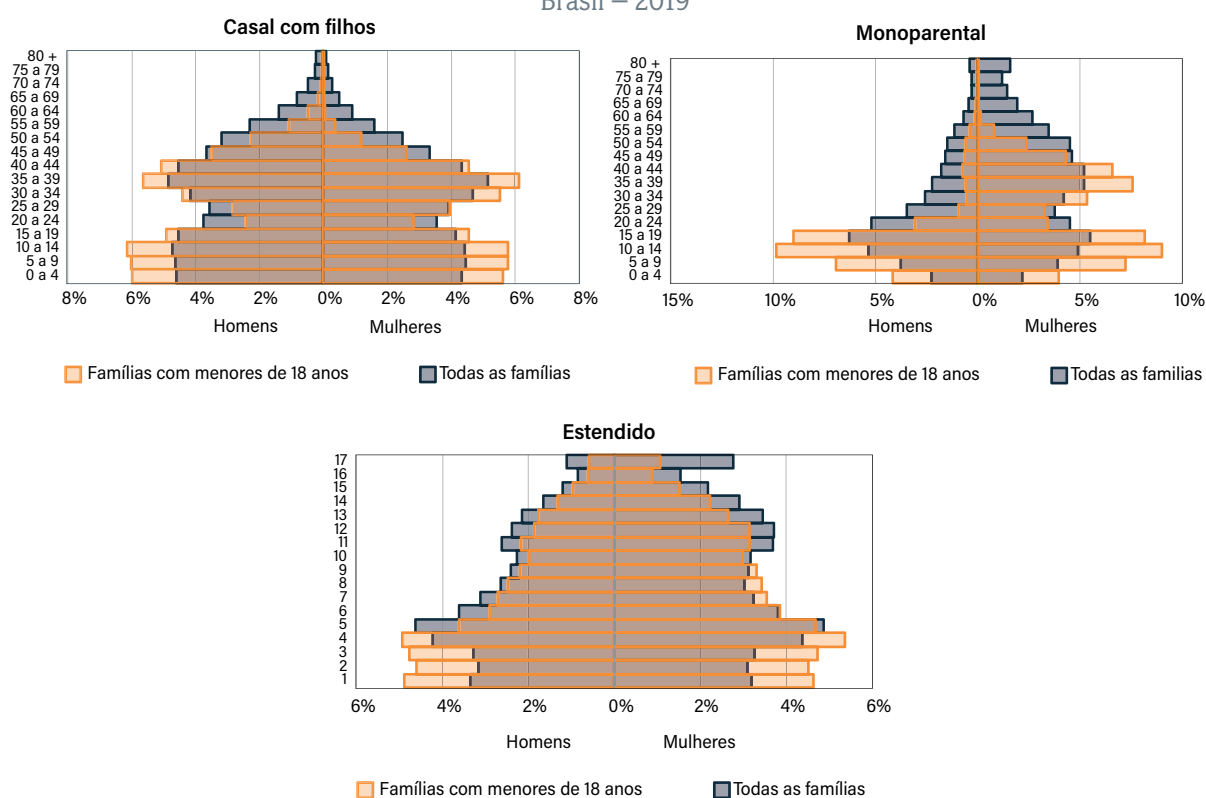 Brasil – 2019
Casal com filhos
80 +
75 a 79
70 a 74
65 a 69
60 a 64
55 a 59
50 a 54
45 a 49
40 a 44
35 a 39
30 a 34
25 a 29
20 a 24
15 a 19
10 a 14
5 a 9
0 a 4
8% 6% 4% 2% 0% 2% 4% 6% 8%
Homens Mulheres
Famílias com menores de 18 anos Todas as famílias
Monoparental
80 +
75 a 79
70 a 74
65 a 69
60 a 64
55 a 59
50 a 54
45 a 49
40 a 44
35 a 39
30 a 34
25 a 29
20 a 24
15 a 19
10 a 14
5 a 9
0 a 4
15% 10% 5% 0% 5% 10%
Homens Mulheres
Famílias com menores de 18 anos Todas as familias
Estendido
17
16
15
14
13
12
11
10
9
8
7
6
5
4
3
2
1
6% 4% 2% 0% 2% 4% 6%
Homens Mulheres
Famílias com menores de 18 anos Todas as famílias